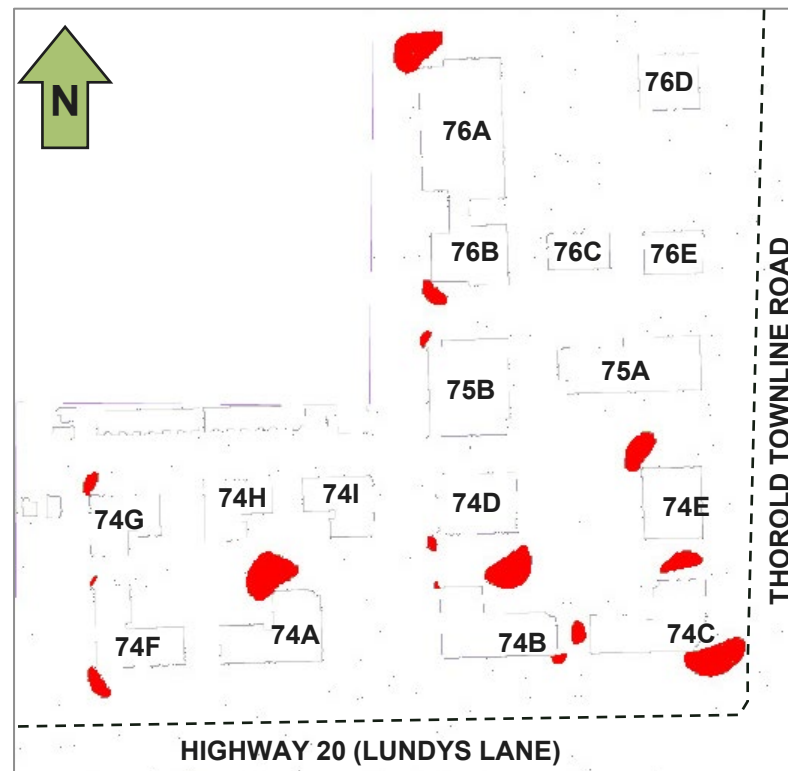 N
76D
76A
76B
76C
76E
75A
75B
74H
74I
74D
74E
74G
74F
74A
74B
74C
THOROLD TOWNLINE ROAD
HIGHWAY 20 (LUNDYS LANE)